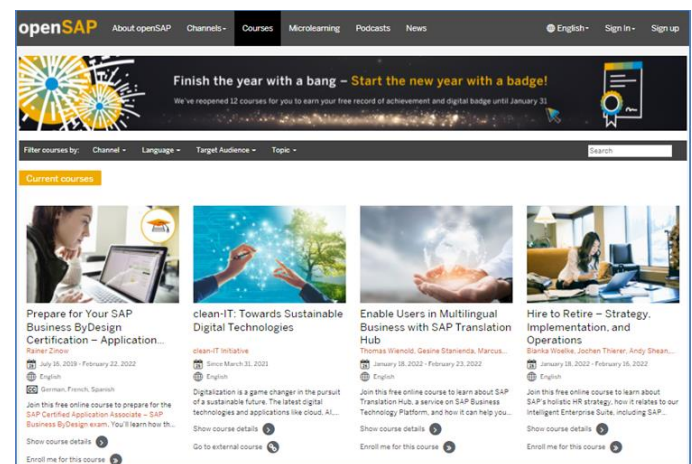 openSAP About openSAP Channels Courses Microlearning Podcasts News English Sign In Sign up
Finish the year with a bang – Start the new year with a badge!
We've reopened 12 courses for you to earn your free record of achievement and digital badge until January 31
Filter courses by: Channel Language Target Audience Topic Search
Current courses
Prepare for Your SAP
Business ByDesign
Certification – Application...
Rainer Zinow
July 16, 2019 - February 22, 2022
English
German, French, Spanish
Join this free online course to prepare for the
SAP Certified Application Associate – SAP
Business ByDesign exam. You'll learn how th...
Show course details
Enroll me for this course
clean-IT: Towards Sustainable
Digital Technologies
clean-IT Initiative
Since March 31, 2021
English
Digitalization is a game changer in the pursuit
of a sustainable future. The latest digital
technologies and applications like cloud, AI,...
Show course details
Go to external course
Enable Users in Multilingual
Business with SAP Translation
Hub
Thomas Wienold, Gesine Stanienda, Marcus...
January 18, 2022 - February 23, 2022
English
Join this free online course to learn about SAP
Translation Hub, a service on SAP Business
Technology Platform, and how it can help you...
Show course details
Enroll me for this course
Hire to Retire – Strategy,
Implementation, and
Operations
Bianka Woelke, Jochen Thierer, Andy Shean,...
January 18, 2022 - February 16, 2022
English
Join this free online course to learn about
SAP's holistic HR strategy, how it relates to our
Intelligent Enterprise Suite, including SAP...
Show course details
Enroll me for this course